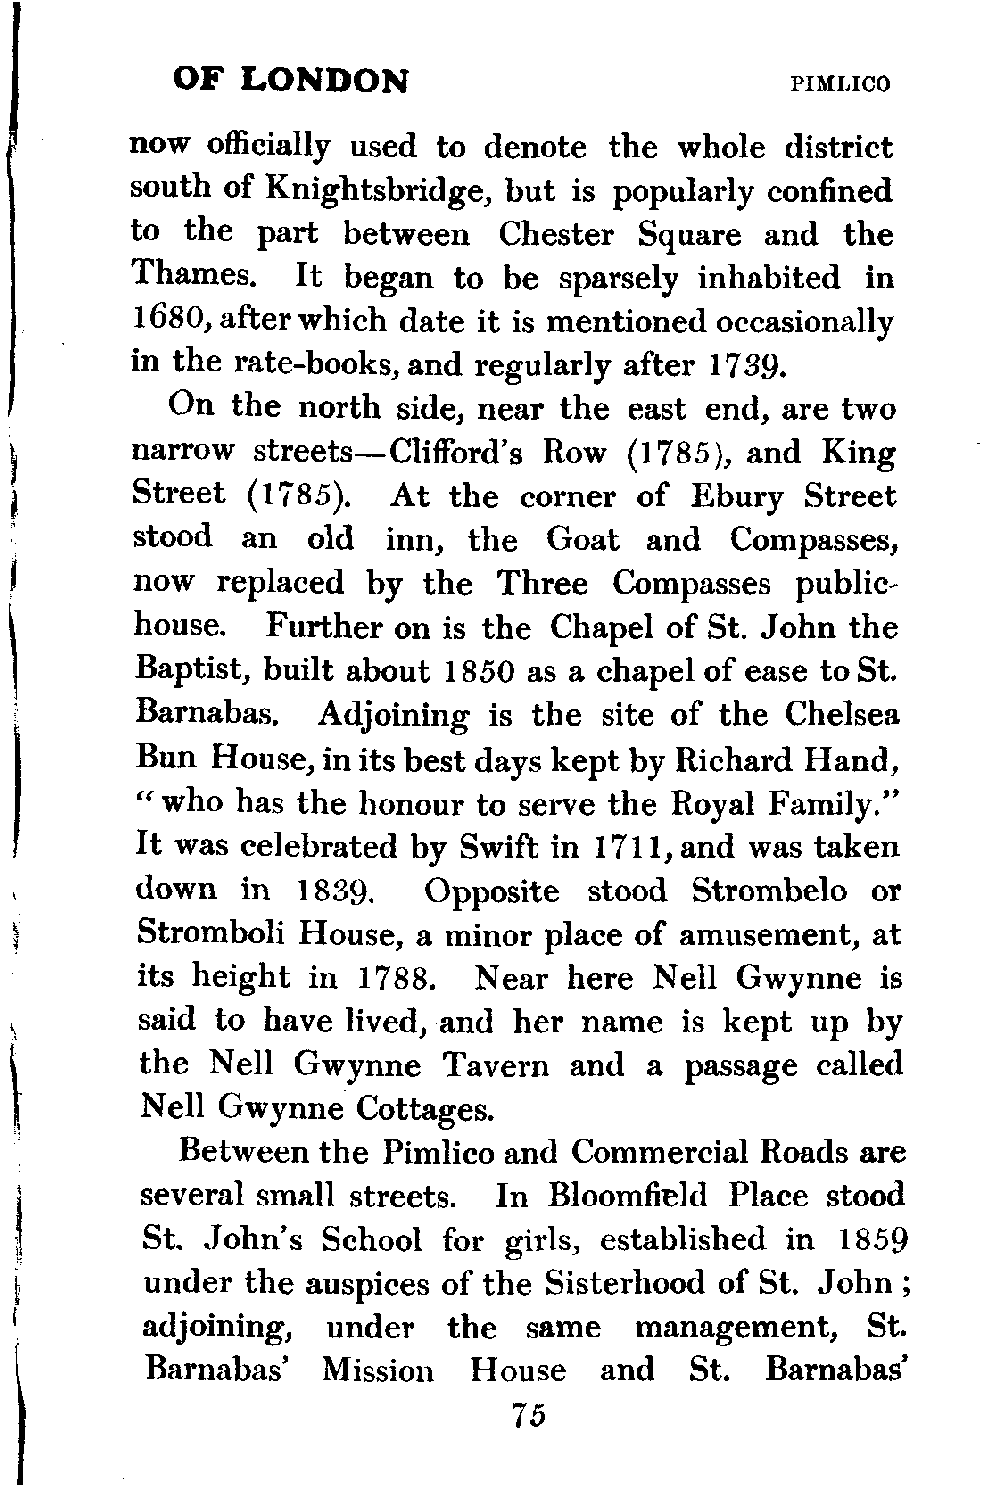 OF LONDON PIMLICO
now officially used to denote the whole district
south of Knightsbridge, but is popularly confined
to the part between Chester Square and the
Thames. It began to be sparsely inhabited in
1680, after which date it is mentioned occasionally
in the rate-books, and regularly after 1739.
On the north side, near the east end, are two
narrow streets—Clifford's Row (1785), and King
Street (1785). At the corner of Ebury Street
stood an old inn, the Goat and Compasses,
now replaced by the Three Compasses public-
house. Further on is the Chapel of St. John the
Baptist, built about 1850 as a chapel of ease to St.
Barnabas. Adjoining is the site of the Chelsea
Bun House, in its best days kept by Richard Hand,
“who has the honour to serve the Royal Family.”
It was celebrated by Swift in 1711, and was taken
down in 1839. Opposite stood Strombelo or
Stromboli House, a minor place of amusement, at
its height in 1788. Near here Nell Gwynne is
said to have lived, and her name is kept up by
the Nell Gwynne Tavern and a passage called
Nell Gwynne Cottages.
Between the Pimlico and Commercial Roads are
several small streets. In Bloomfield Place stood
St. John's School for girls, established in 1859
under the auspices of the Sisterhood of St. John;
adjoining, under the same management, St.
Barnabas' Mission House and St. Barnabas'
75